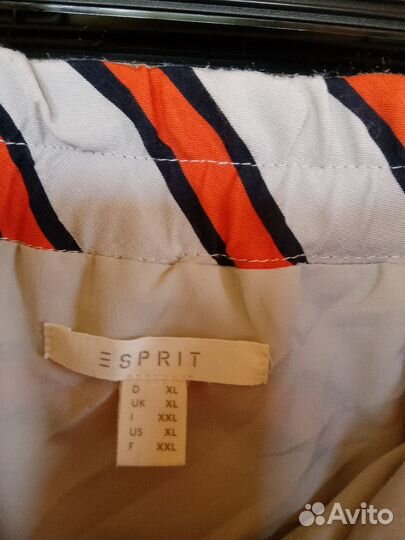 ESPRIT
D XL
UK XL
I XXL
US XL
F XXL
Avito